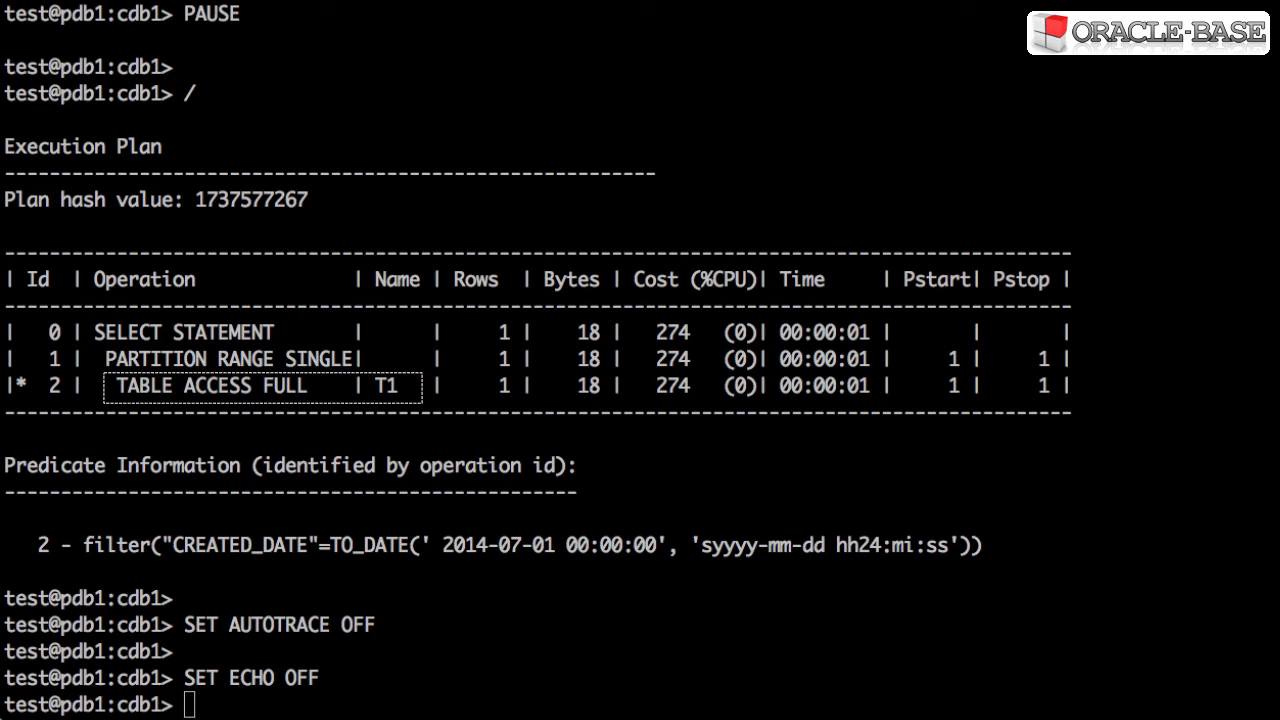 test@pdb1:cdb1> PAUSE
ORACLE-BASE
test@pdb1:cdb1>
test@pdb1:cdb1> /
Execution Plan
----------------------------------------------------------
Plan hash value: 1737577267
-----------------------------------------------------------------------------------------------
| Id  | Operation              | Name | Rows  | Bytes | Cost (%CPU)| Time     | Pstart| Pstop |
-----------------------------------------------------------------------------------------------
|   0 | SELECT STATEMENT       |      |     1 |    18 |   274   (0)| 00:00:01 |       |       |
|   1 |  PARTITION RANGE SINGLE|      |     1 |    18 |   274   (0)| 00:00:01 |     1 |     1 |
|*  2 |   TABLE ACCESS FULL    | T1   |     1 |    18 |   274   (0)| 00:00:01 |     1 |     1 |
-----------------------------------------------------------------------------------------------
Predicate Information (identified by operation id):
---------------------------------------------------
   2 - filter("CREATED_DATE"=TO_DATE(' 2014-07-01 00:00:00', 'syyyy-mm-dd hh24:mi:ss'))
test@pdb1:cdb1>
test@pdb1:cdb1> SET AUTOTRACE OFF
test@pdb1:cdb1>
test@pdb1:cdb1> SET ECHO OFF
test@pdb1:cdb1>